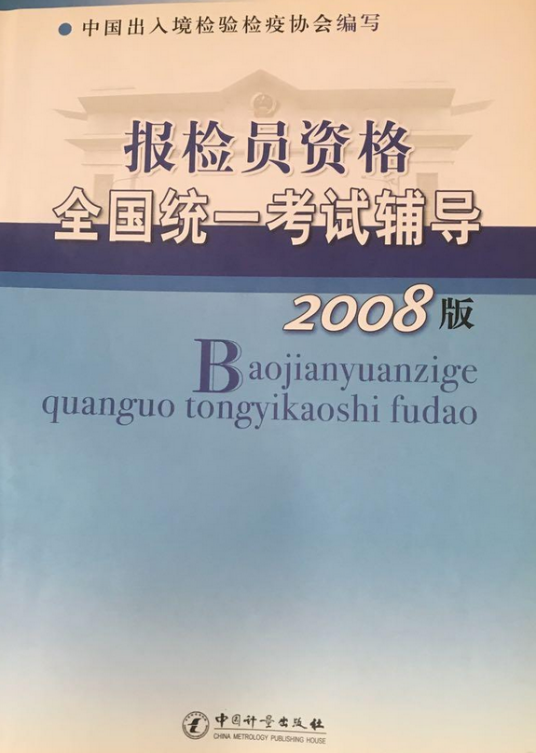 中国出入境检验检疫协会编写
报检员资格
全国统一考试辅导
2008版
Baojianyuanzige
quanguo tongyikaoshi fudao
中国计量出版社
CHINA METROLOGY PUBLISHING HOUSE